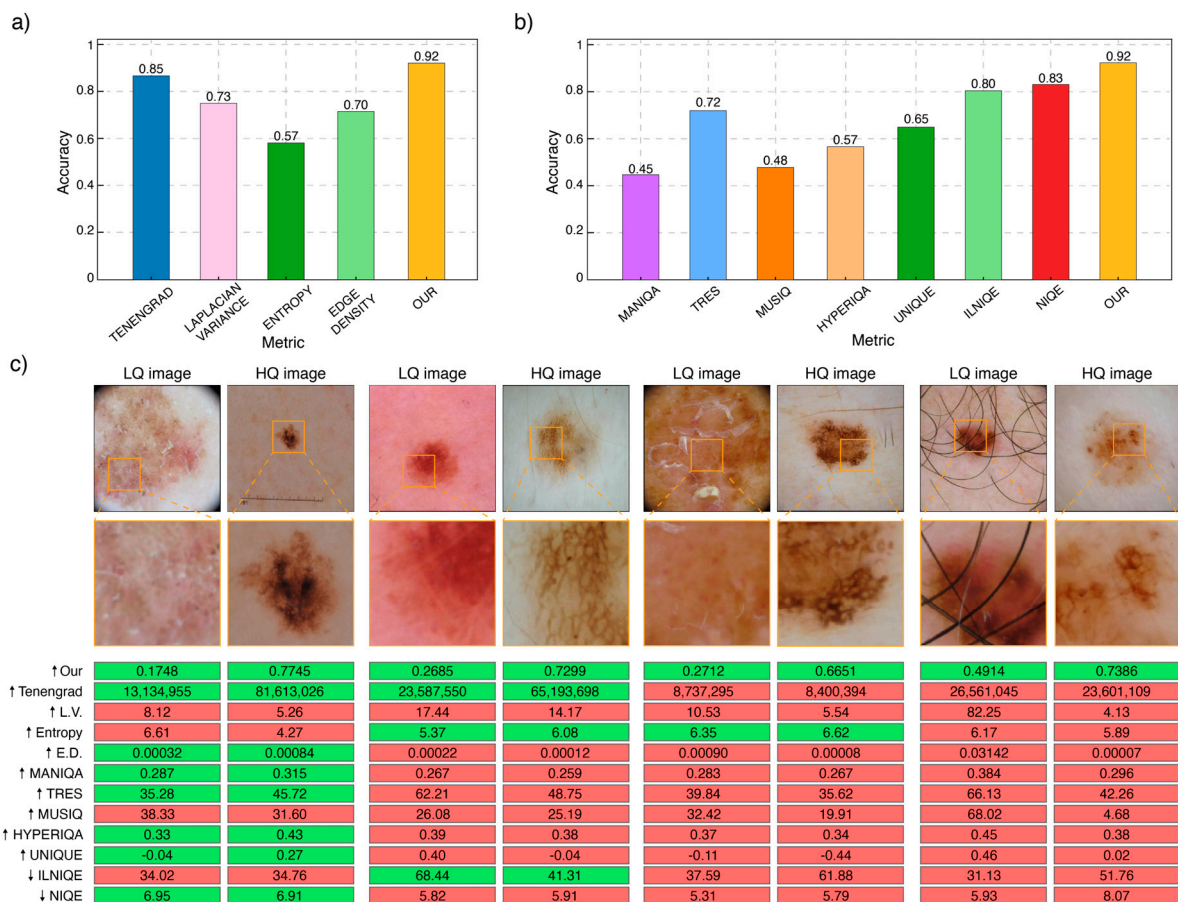 a)
1
0.8
0.6
0.4
0.2
0
Accuracy
0.85
0.73
0.57
0.70
0.92
TENENGRAD
LAPLACIAN
VARIANCE
ENTROPY
EDGE
DENSITY
OUR
Metric
b)
1
0.8
0.6
0.4
0.2
0
Accuracy
0.45
0.72
0.48
0.57
0.65
0.80
0.83
0.92
MANIQA
TRES
MUSIQ
HYPERIQA
UNIQUE
ILNIQE
NIQE
OUR
Metric
c)
LQ image HQ image LQ image HQ image LQ image HQ image LQ image HQ image
↑ Our 0.1748 0.7745 0.2685 0.7299 0.2712 0.6651 0.4914 0.7386
↑ Tenengrad 13,134,955 81,613,026 23,587,550 65,193,698 8,737,295 8,400,394 26,561,045 23,601,109
↑ L.V. 8.12 5.26 17.44 14.17 10.53 5.54 82.25 4.13
↑ Entropy 6.61 4.27 5.37 6.08 6.35 6.62 6.17 5.89
↑ E.D. 0.00032 0.00084 0.00022 0.00012 0.00090 0.00008 0.03142 0.00007
↑ MANIQA 0.287 0.315 0.267 0.259 0.283 0.267 0.384 0.296
↑ TRES 35.28 45.72 62.21 48.75 39.84 35.62 66.13 42.26
↑ MUSIQ 38.33 31.60 26.08 25.19 32.42 19.91 68.02 4.68
↑ HYPERIQA 0.33 0.43 0.39 0.38 0.37 0.34 0.45 0.38
↑ UNIQUE -0.04 0.27 0.40 -0.04 -0.11 -0.44 0.46 0.02
↓ ILNIQE 34.02 34.76 68.44 41.31 37.59 61.88 31.13 51.76
↓ NIQE 6.95 6.91 5.82 5.91 5.31 5.79 5.93 8.07